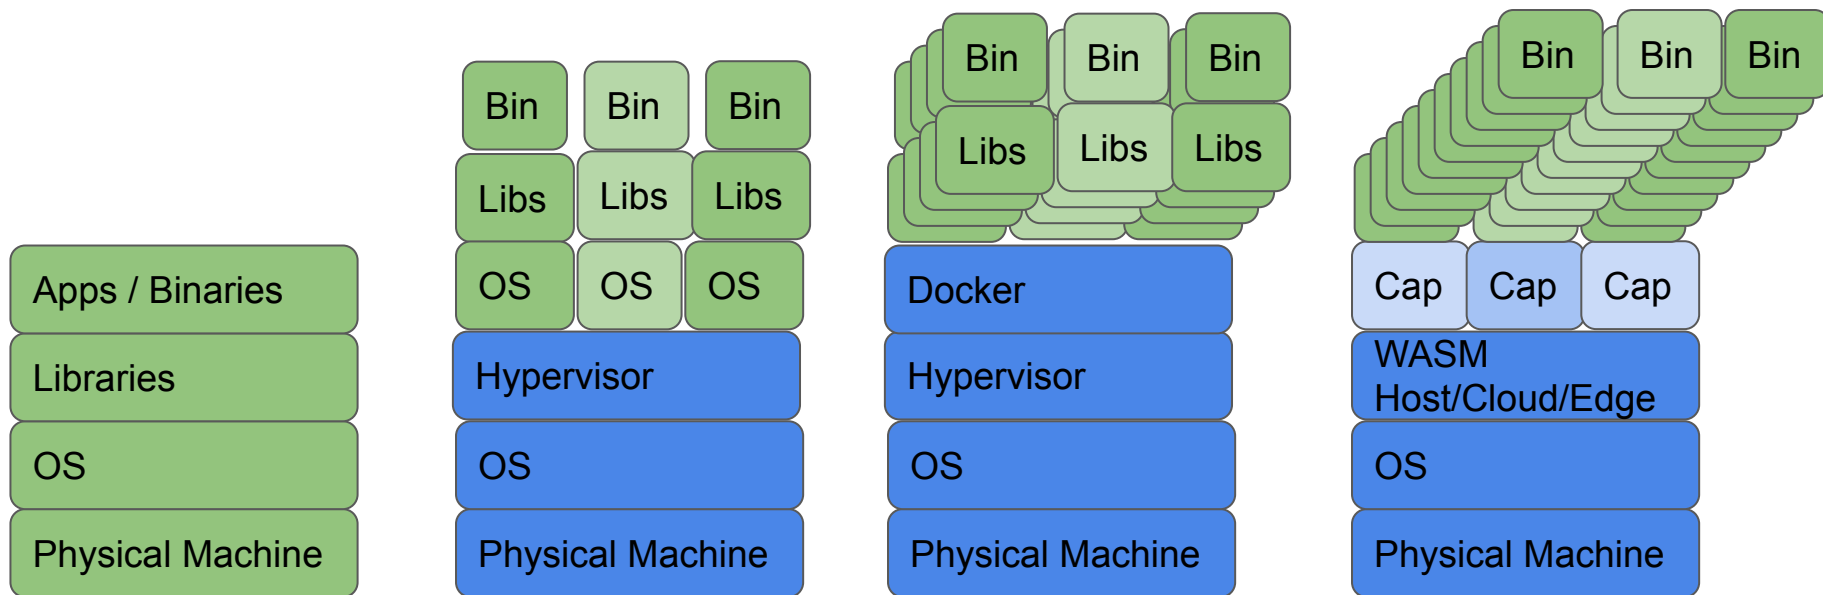 Apps / Binaries
Libraries
OS
Physical Machine
Bin
Bin
Bin
Libs
Libs
Libs
OS
OS
OS
Hypervisor
OS
Physical Machine
Bin
Bin
Bin
Libs
Libs
Libs
Docker
Hypervisor
OS
Physical Machine
Bin
Bin
Bin
Cap
Cap
Cap
WASM
Host/Cloud/Edge
OS
Physical Machine